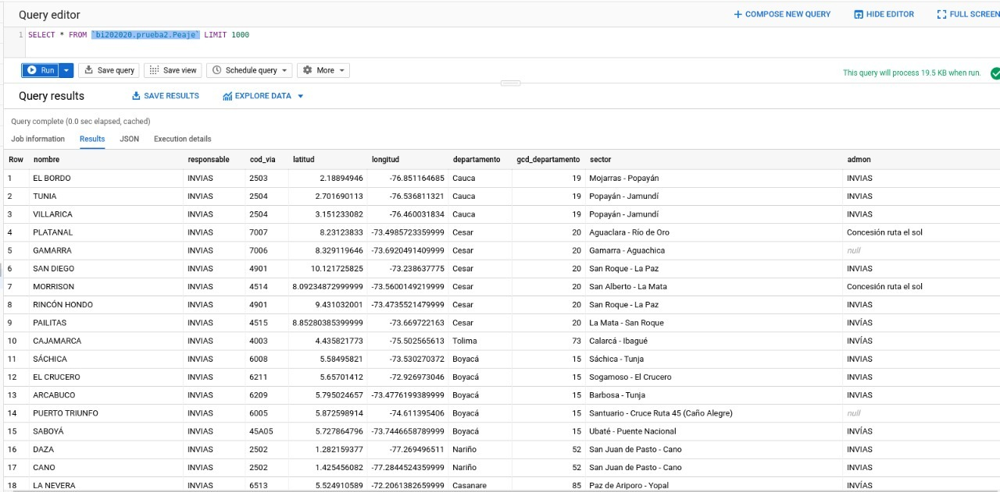 Query editor
+ COMPOSE NEW QUERY HIDE EDITOR FULL SCREEN
1 SELECT * FROM `bi202020.prueba2.Peaje` LIMIT 1000
Run Save query Save view Schedule query More
This query will process 19.5 KB when run.
Query results SAVE RESULTS EXPLORE DATA
Query complete (0.0 sec elapsed, cached)
Job information Results JSON Execution details
Row nombre responsable cod_via latitud longitud departamento gcd_departamento sector admon
1 EL BORDO INVIAS 2503 2.18894946 -76.851164685 Cauca 19 Mojarras - Popayán INVIAS
2 TUNIA INVIAS 2504 2.701690113 -76.536811321 Cauca 19 Popayán - Jamundí INVIAS
3 VILLARICA INVIAS 2504 3.151233082 -76.460031834 Cauca 19 Popayán - Jamundí INVIAS
4 PLATANAL INVIAS 7007 8.23123833 -73.4985723359999 Cesar 20 Aguaclara - Río de Oro Concesión ruta el sol
5 GAMARRA INVIAS 7006 8.329119646 -73.6920491409999 Cesar 20 Gamarra - Aguachica null
6 SAN DIEGO INVIAS 4901 10.121725825 -73.238637775 Cesar 20 San Roque - La Paz INVIAS
7 MORRISON INVIAS 4514 8.09234872999999 -73.5600149219999 Cesar 20 San Alberto - La Mata Concesión ruta el sol
8 RINCÓN HONDO INVIAS 4901 9.431032001 -73.4735521479999 Cesar 20 San Roque - La Paz INVIAS
9 PAILITAS INVIAS 4515 8.85280385399999 -73.669722163 Cesar 20 La Mata - San Roque INVÍAS
10 CAJAMARCA INVIAS 4003 4.435821773 -75.502565613 Tolima 73 Calarcá - Ibagué INVÍAS
11 SÁCHICA INVIAS 6008 5.58495821 -73.530270372 Boyacá 15 Sáchica - Tunja INVIAS
12 EL CRUCERO INVIAS 6211 5.65701412 -72.926973046 Boyacá 15 Sogamoso - El Crucero INVIAS
13 ARCABUCO INVIAS 6209 5.795024657 -73.4776199389999 Boyacá 15 Barbosa - Tunja INVIAS
14 PUERTO TRIUNFO INVIAS 6005 5.872598914 -74.611395406 Boyacá 15 Santuario - Cruce Ruta 45 (Caño Alegre) null
15 SABOYÁ INVIAS 45A05 5.727864796 -73.7446658789999 Boyacá 15 Ubaté - Puente Nacional INVÍAS
16 DAZA INVIAS 2502 1.282159377 -77.269496511 Nariño 52 San Juan de Pasto - Cano INVIAS
17 CANO INVIAS 2502 1.425456082 -77.2844524359999 Nariño 52 San Juan de Pasto - Cano INVIAS
18 LA NEVERA INVIAS 6513 5.524910589 -72.2061382659999 Casanare 85 Paz de Ariporo - Yopal INVIAS